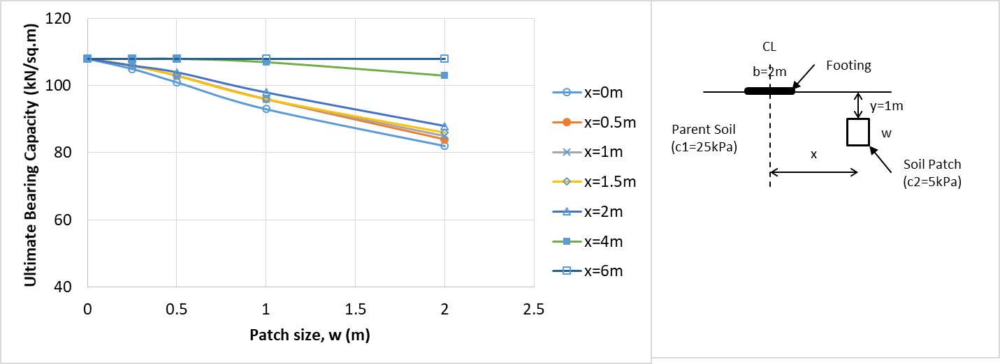 Ultimate Bearing Capacity (kN/sq.m)
120
100
80
60
40
0
0.5
1
1.5
2
2.5
Patch size, w (m)
x=0m
x=0.5m
x=1m
x=1.5m
x=2m
x=4m
x=6m
CL
b=2m
Footing
y=1m
Parent Soil
(c1=25kPa)
w
x
Soil Patch
(c2=5kPa)